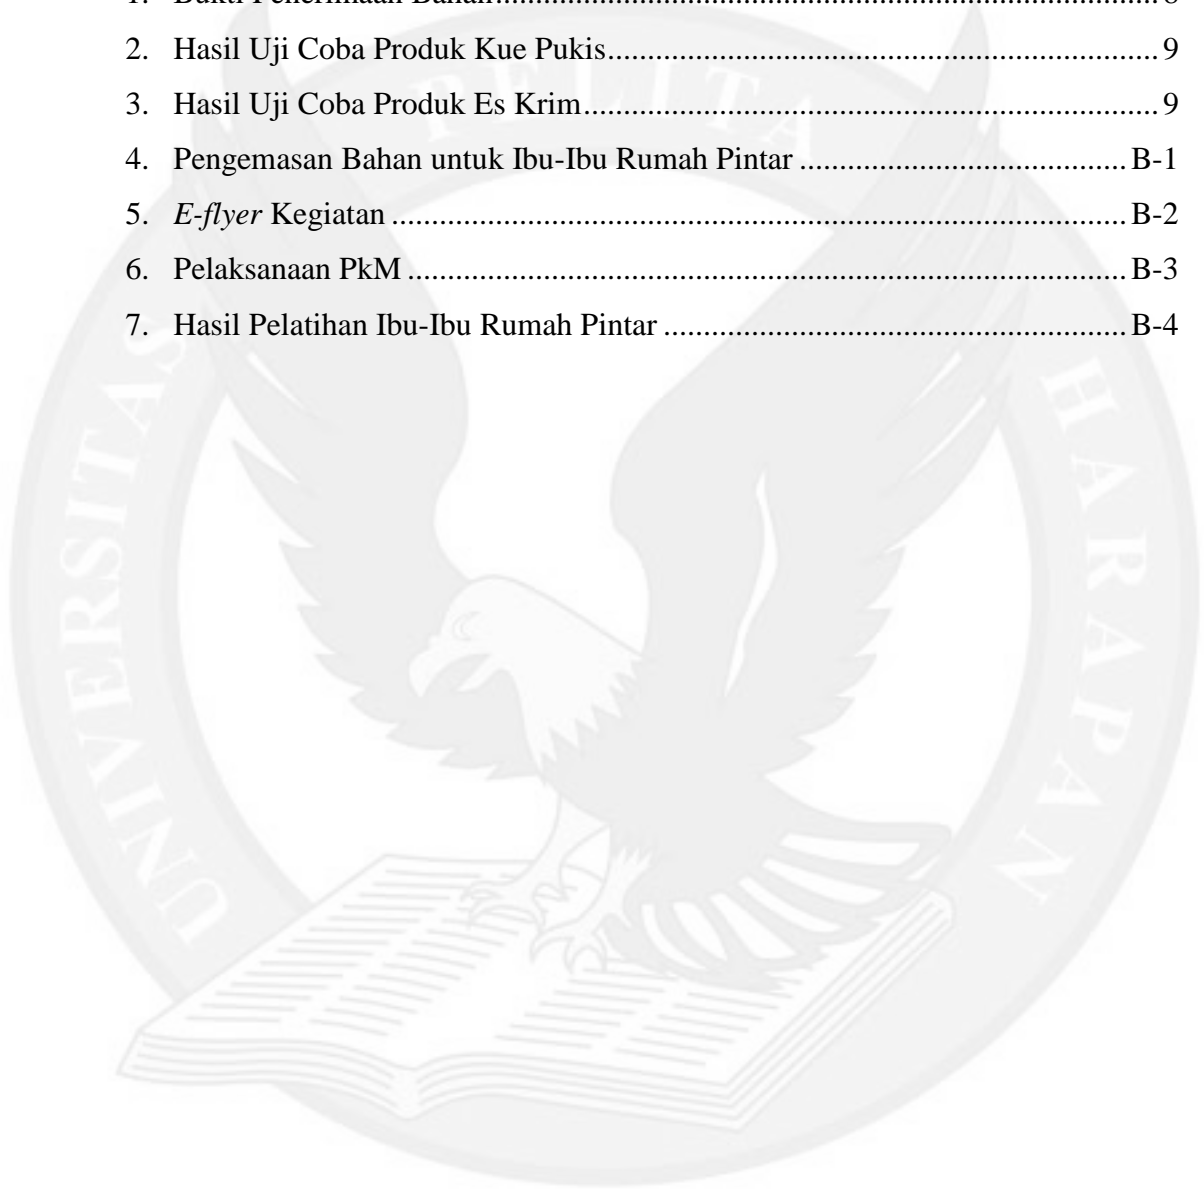 2. Hasil Uji Coba Produk Kue Pukis.......................................................................... 9
3. Hasil Uji Coba Produk Es Krim............................................................................. 9
4. Pengemasan Bahan untuk Ibu-Ibu Rumah Pintar .......................................... B-1
5. E-flyer Kegiatan ............................................................................................... B-2
6. Pelaksanaan PkM ............................................................................................. B-3
7. Hasil Pelatihan Ibu-Ibu Rumah Pintar ............................................................ B-4
UNIVERSITAS PELITA HARAPAN